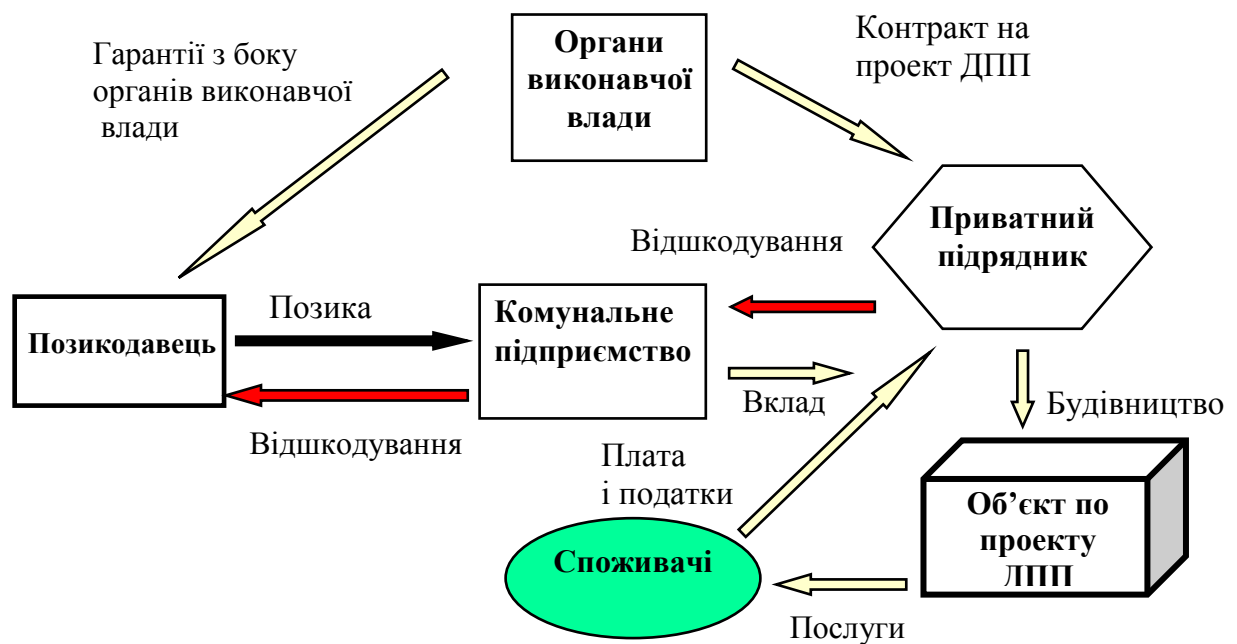 Гарантії з боку
органів виконавчої
влади
Органи
виконавчої
влади
Контракт на
проект ДПП
Приватний
підрядник
Відшкодування
Позикодавець
Позика
Комунальне
підприємство
Вклад
Відшкодування
Будівництво
Плата
і податки
Об’єкт по
проекту
ДПП
Споживачі
Послуги